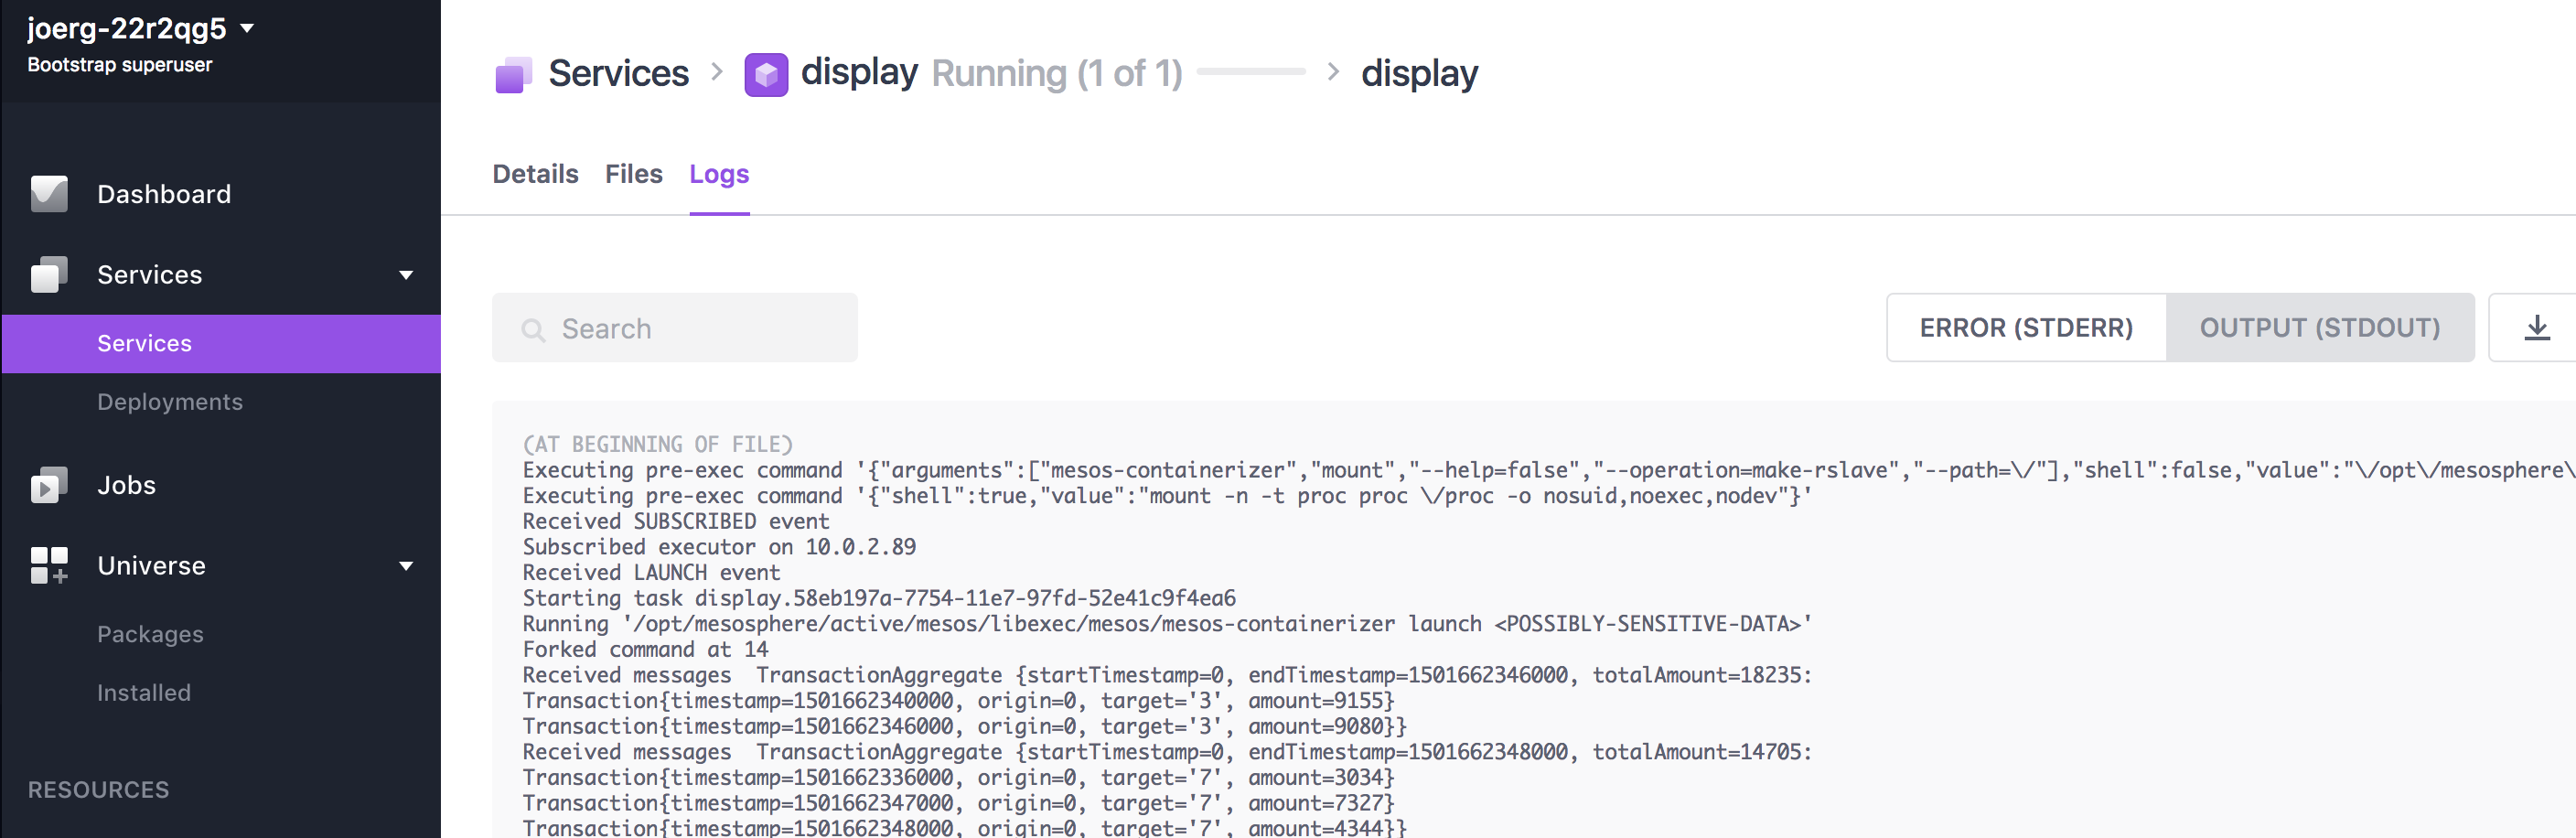 joerg-22r2qg5
Bootstrap superuser
Dashboard
Services
Services
Deployments
Jobs
Universe
Packages
Installed
RESOURCES
Services > display Running (1 of 1) > display
Details Files Logs
Search
ERROR (STDERR) OUTPUT (STDOUT)
(AT BEGINNING OF FILE)
Executing pre-exec command '{"arguments":["mesos-containerizer","mount","--help=false","--operation=make-rslave","--path=\/"],"shell":false,"value":"\/opt\/mesosphere\
Executing pre-exec command '{"shell":true,"value":"mount -n -t proc proc \/proc -o nosuid,noexec,nodev"}'
Received SUBSCRIBED event
Subscribed executor on 10.0.2.89
Received LAUNCH event
Starting task display.58eb197a-7754-11e7-97fd-52e41c9f4ea6
Running '/opt/mesosphere/active/mesos/libexec/mesos/mesos-containerizer launch <POSSIBLY-SENSITIVE-DATA>'
Forked command at 14
Received messages  TransactionAggregate {startTimestamp=0, endTimestamp=1501662346000, totalAmount=18235:
Transaction{timestamp=1501662340000, origin=0, target='3', amount=9155}
Transaction{timestamp=1501662346000, origin=0, target='3', amount=9080}}
Received messages  TransactionAggregate {startTimestamp=0, endTimestamp=1501662348000, totalAmount=14705:
Transaction{timestamp=1501662336000, origin=0, target='7', amount=3034}
Transaction{timestamp=1501662347000, origin=0, target='7', amount=7327}
Transaction{timestamp=1501662348000, origin=0, target='7', amount=4344}}